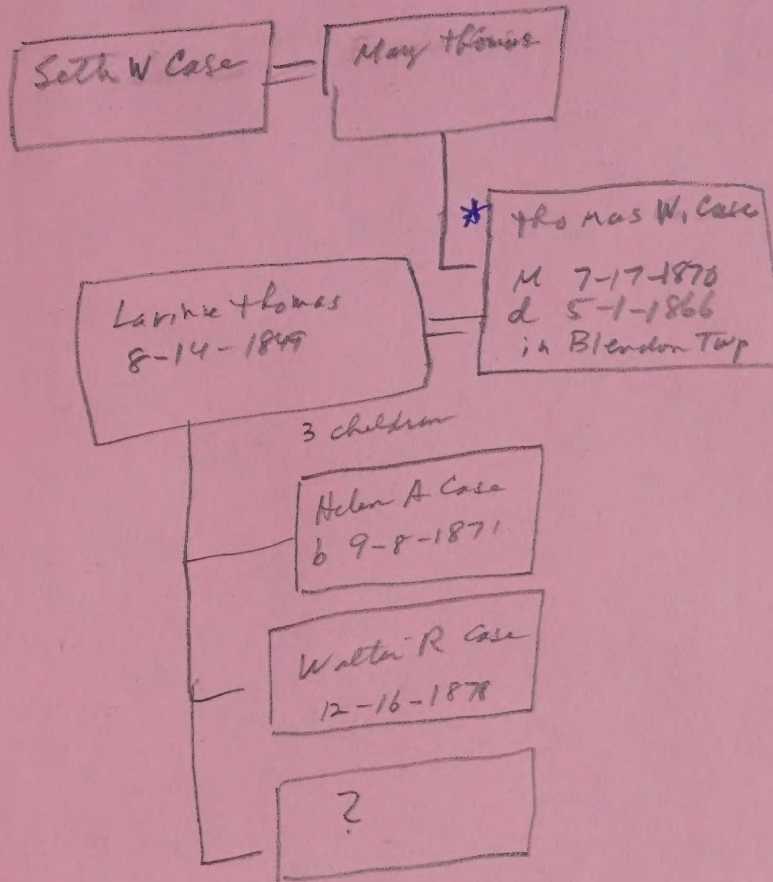 Seth W Case
May Thomas
* Thomas W. Case
M 7-17-1870
d 5-1-1866
in Blendon Twp
Lavinie Thomas
8-14-1849
3 children
Helen A Case
b 9-8-1871
Walter R Case
12-16-1878
?